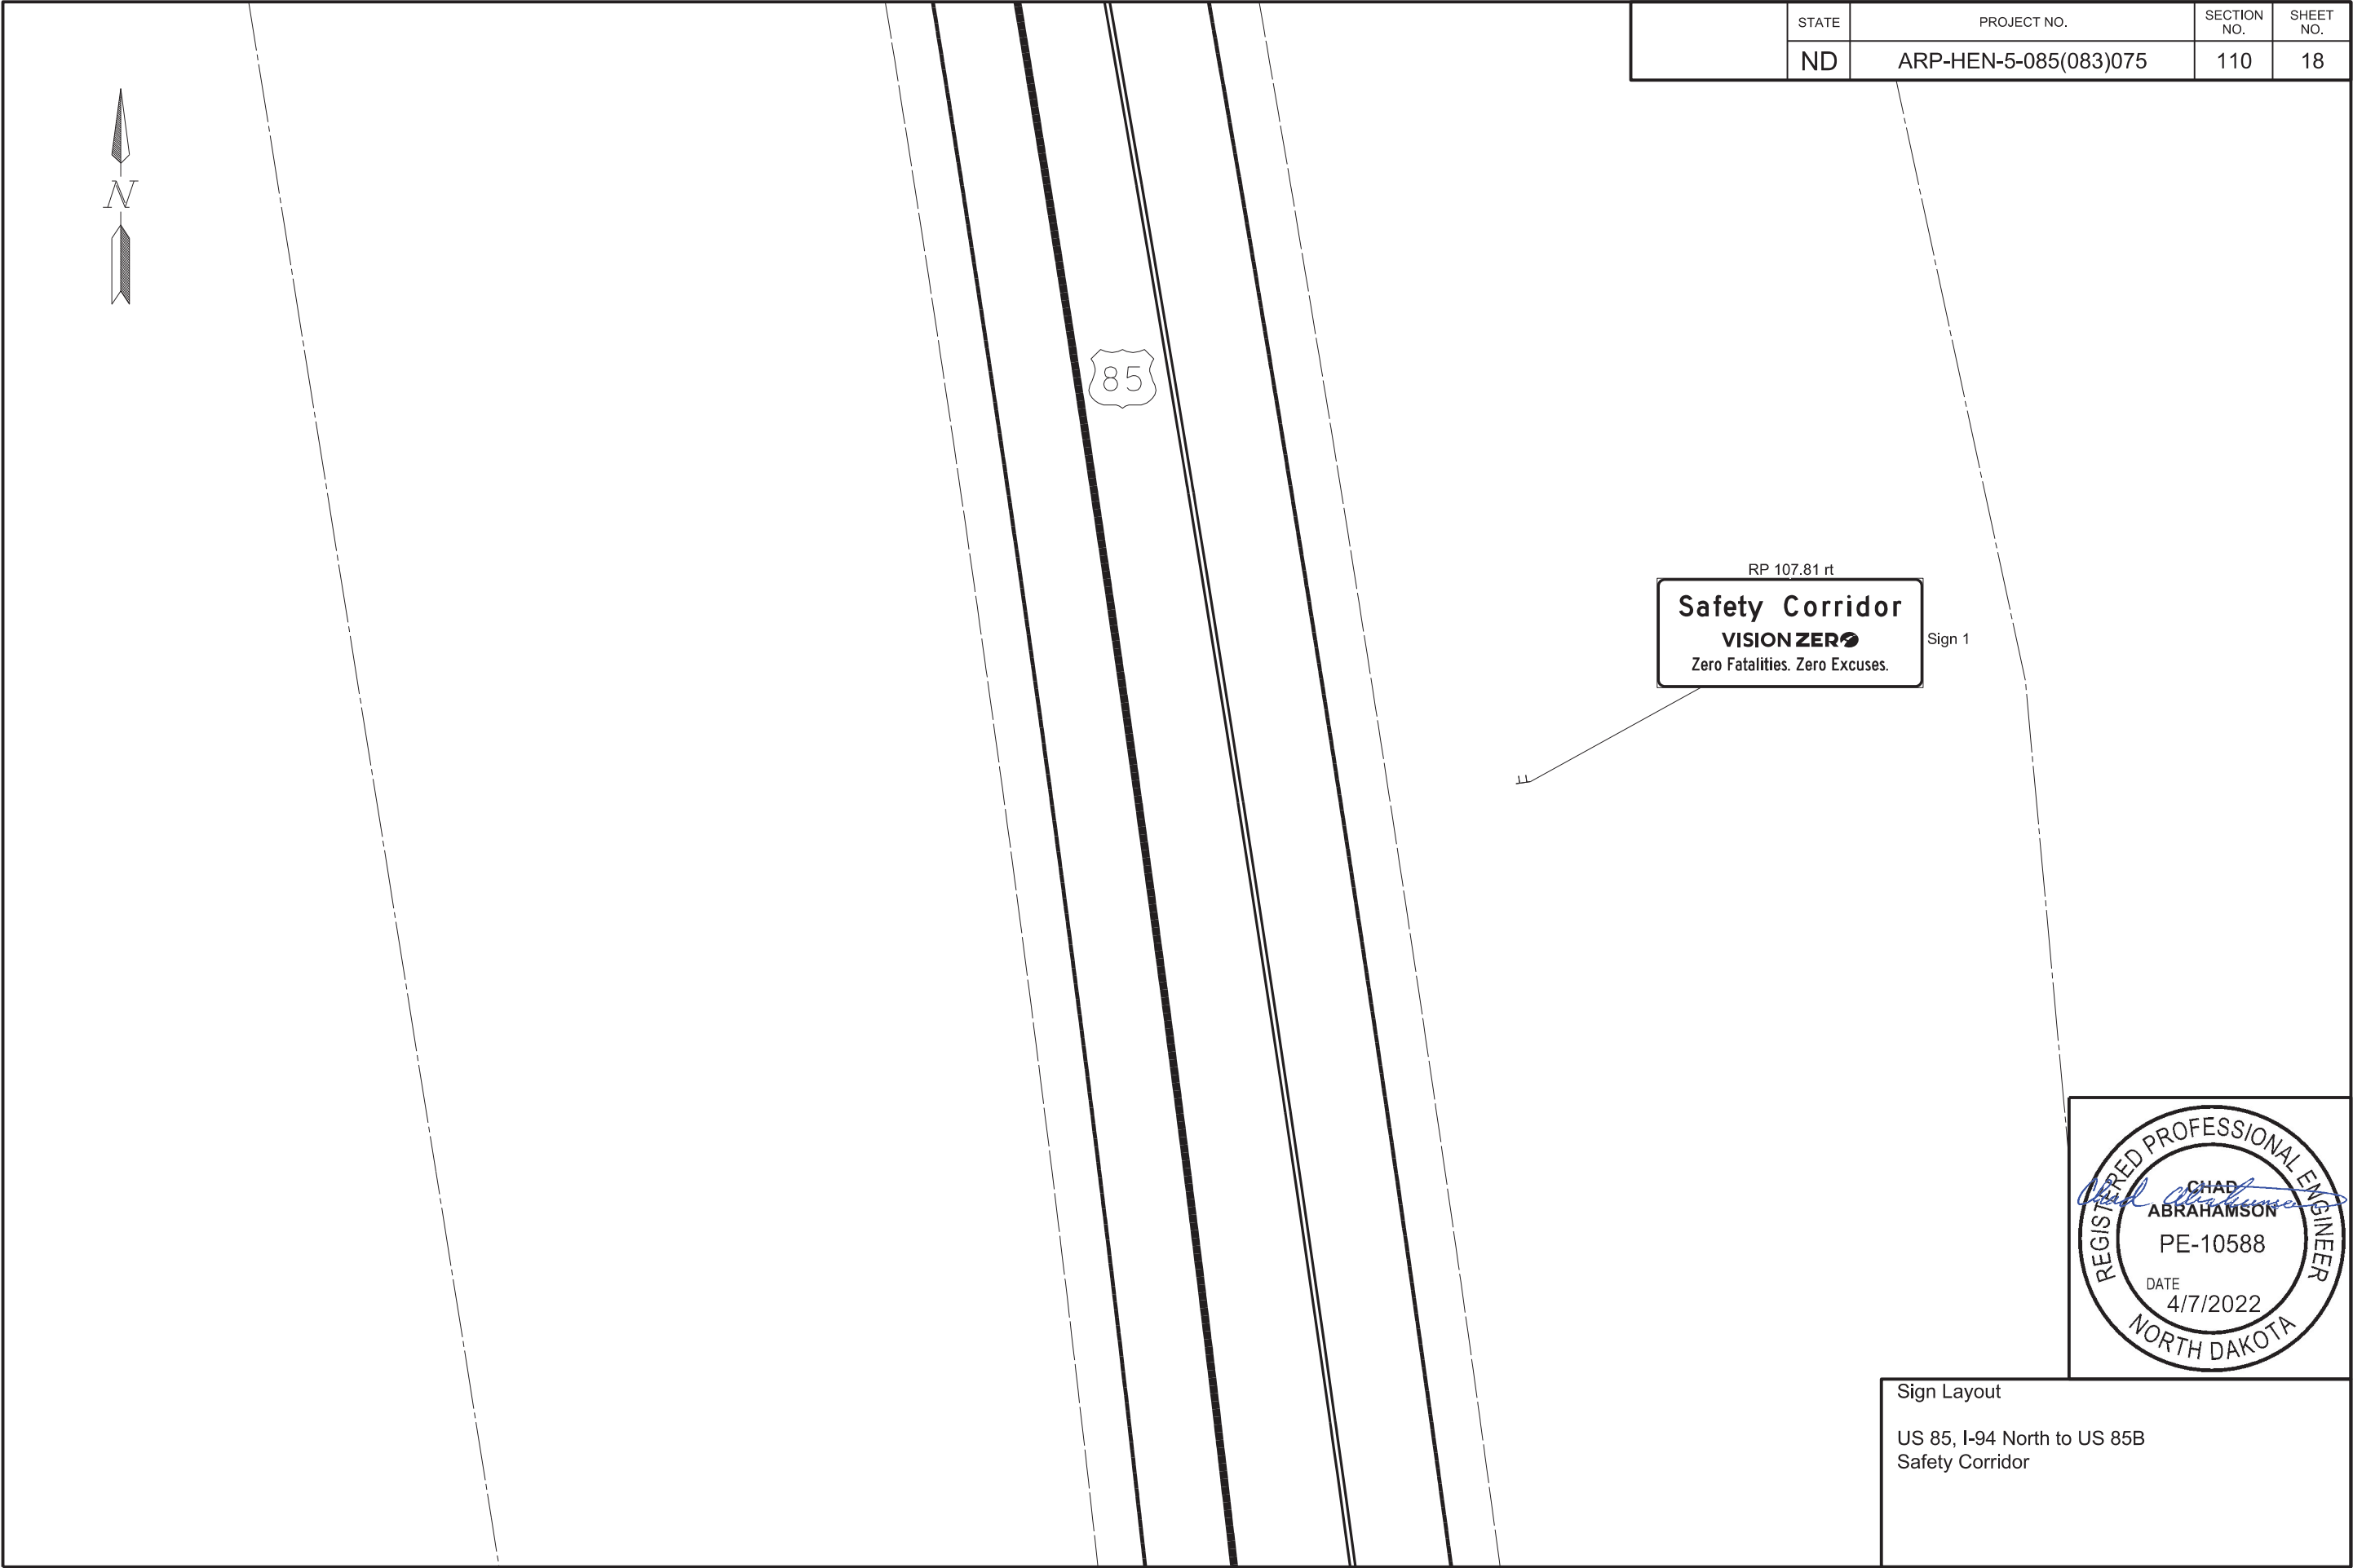 STATE
PROJECT NO.
SECTION NO.
SHEET NO.
ND
ARP-HEN-5-085(083)075
110
18
N
85
RP 107.81 rt
Safety Corridor
VISION ZERO
Zero Fatalities. Zero Excuses.
Sign 1
REGISTERED PROFESSIONAL ENGINEER
Chad Abrahamson
CHAD
ABRAHAMSON
PE-10588
DATE
4/7/2022
NORTH DAKOTA
Sign Layout
US 85, I-94 North to US 85B
Safety Corridor